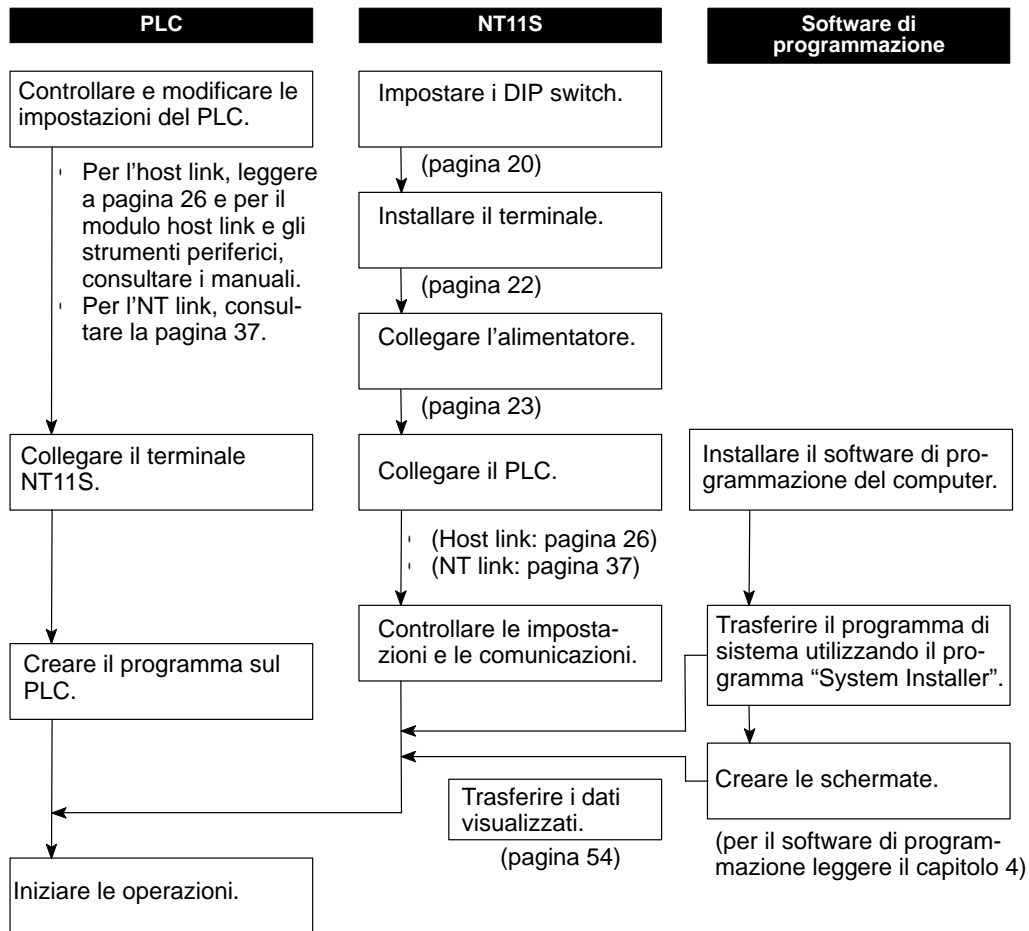 PLC
Controllare e modificare le
impostazioni del PLC.
Per l'host link, leggere
a pagina 26 e per il
modulo host link e gli
strumenti periferici,
consultare i manuali.
Per l'NT link, consul-
tare la pagina 37.
Collegare il terminale
NT11S.
Creare il programma sul
PLC.
Iniziare le operazioni.
NT11S
Impostare i DIP switch.
(pagina 20)
Installare il terminale.
(pagina 22)
Collegare l'alimentatore.
(pagina 23)
Collegare il PLC.
(Host link: pagina 26)
(NT link: pagina 37)
Controllare le imposta-
zioni e le comunicazioni.
Trasferire i dati
visualizzati.
(pagina 54)
Software di
programmazione
Installare il software di pro-
grammazione del computer.
Trasferire il programma di
sistema utilizzando il pro-
gramma “System Installer”.
Creare le schermate.
(per il software di program-
mazione leggere il capitolo 4)